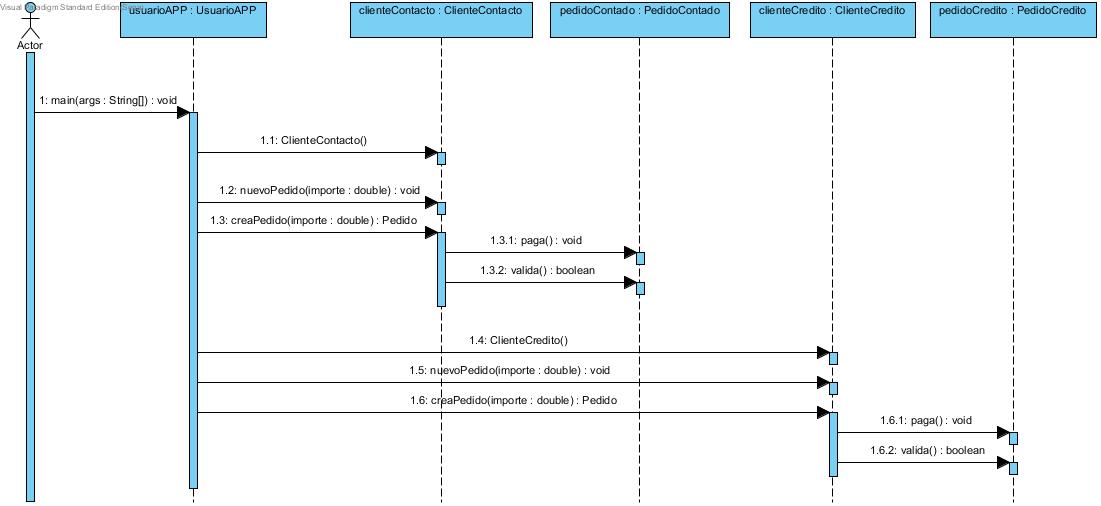 Visual Paradigm Standard Edition
usuarioAPP : UsuarioAPP
clienteContacto : ClienteContacto
pedidoContado : PedidoContado
clienteCredito : ClienteCredito
pedidoCredito : PedidoCredito
Actor
1: main(args : String[]) : void
1.1: ClienteContacto()
1.2: nuevoPedido(importe : double) : void
1.3: creaPedido(importe : double) : Pedido
1.3.1: paga() : void
1.3.2: valida() : boolean
1.4: ClienteCredito()
1.5: nuevoPedido(importe : double) : void
1.6: creaPedido(importe : double) : Pedido
1.6.1: paga() : void
1.6.2: valida() : boolean